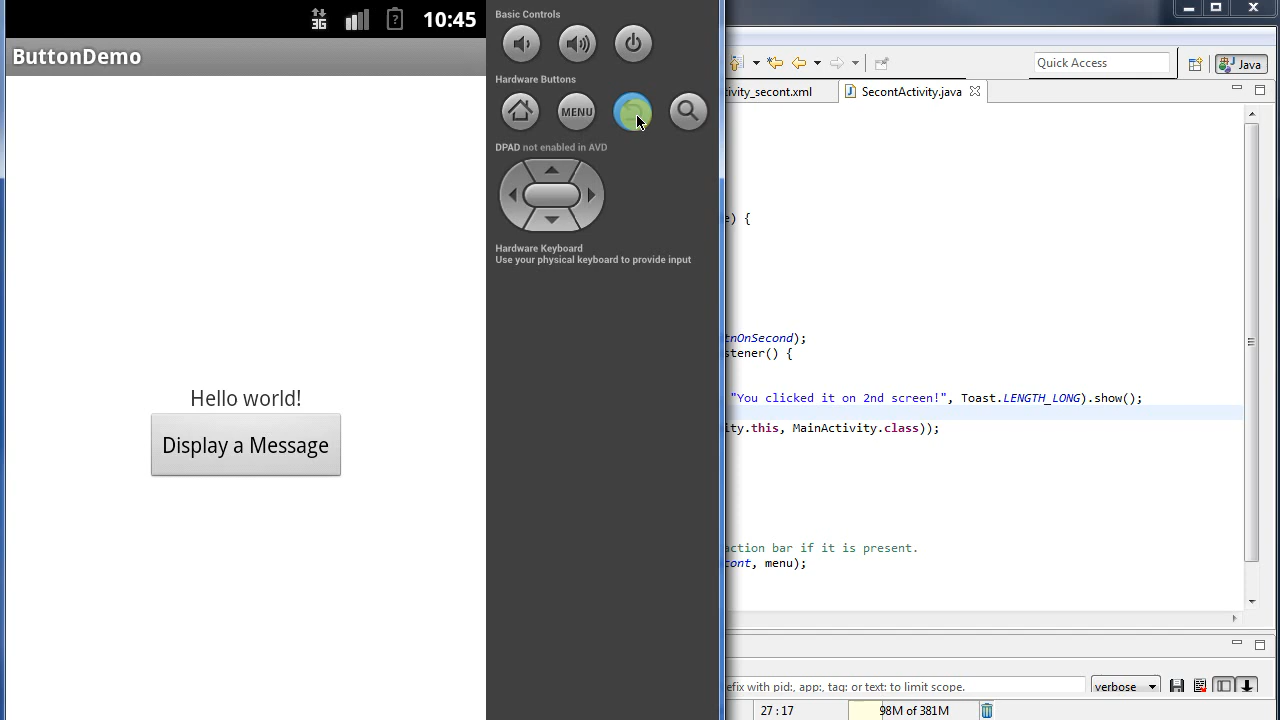 3G
10:45
ButtonDemo
Hello world!
Display a Message
Basic Controls
Hardware Buttons
MENU
DPAD not enabled in AVD
Hardware Keyboard
Use your physical keyboard to provide input
Quick Access
Java
tivity_secont.xml
SecontActivity.java
e) {
tnOnSecond);
stener() {
"You clicked it on 2nd screen!", Toast.LENGTH_LONG).show();
ity.this, MainActivity.class));
action bar if it is present.
cont, menu);
efix with pid:, app:, tag: or text: to limit scope.
verbose
27 : 17
98M of 381M